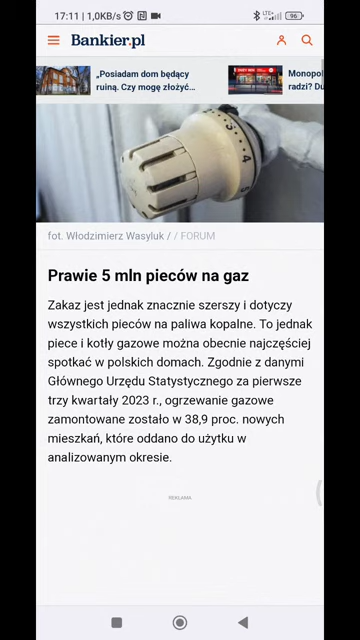 17:11 | 1,0KB/s
96
Bankier.pl
„Posiadam dom będący
ruiną. Czy mogę złożyć...
Monopol
radzi? Du
3
4
fot. Włodzimierz Wasyluk / / FORUM
Prawie 5 mln pieców na gaz
Zakaz jest jednak znacznie szerszy i dotyczy
wszystkich pieców na paliwa kopalne. To jednak
piece i kotły gazowe można obecnie najczęściej
spotkać w polskich domach. Zgodnie z danymi
Głównego Urzędu Statystycznego za pierwsze
trzy kwartały 2023 r., ogrzewanie gazowe
zamontowane zostało w 38,9 proc. nowych
mieszkań, które oddano do użytku w
analizowanym okresie.
REKLAMA